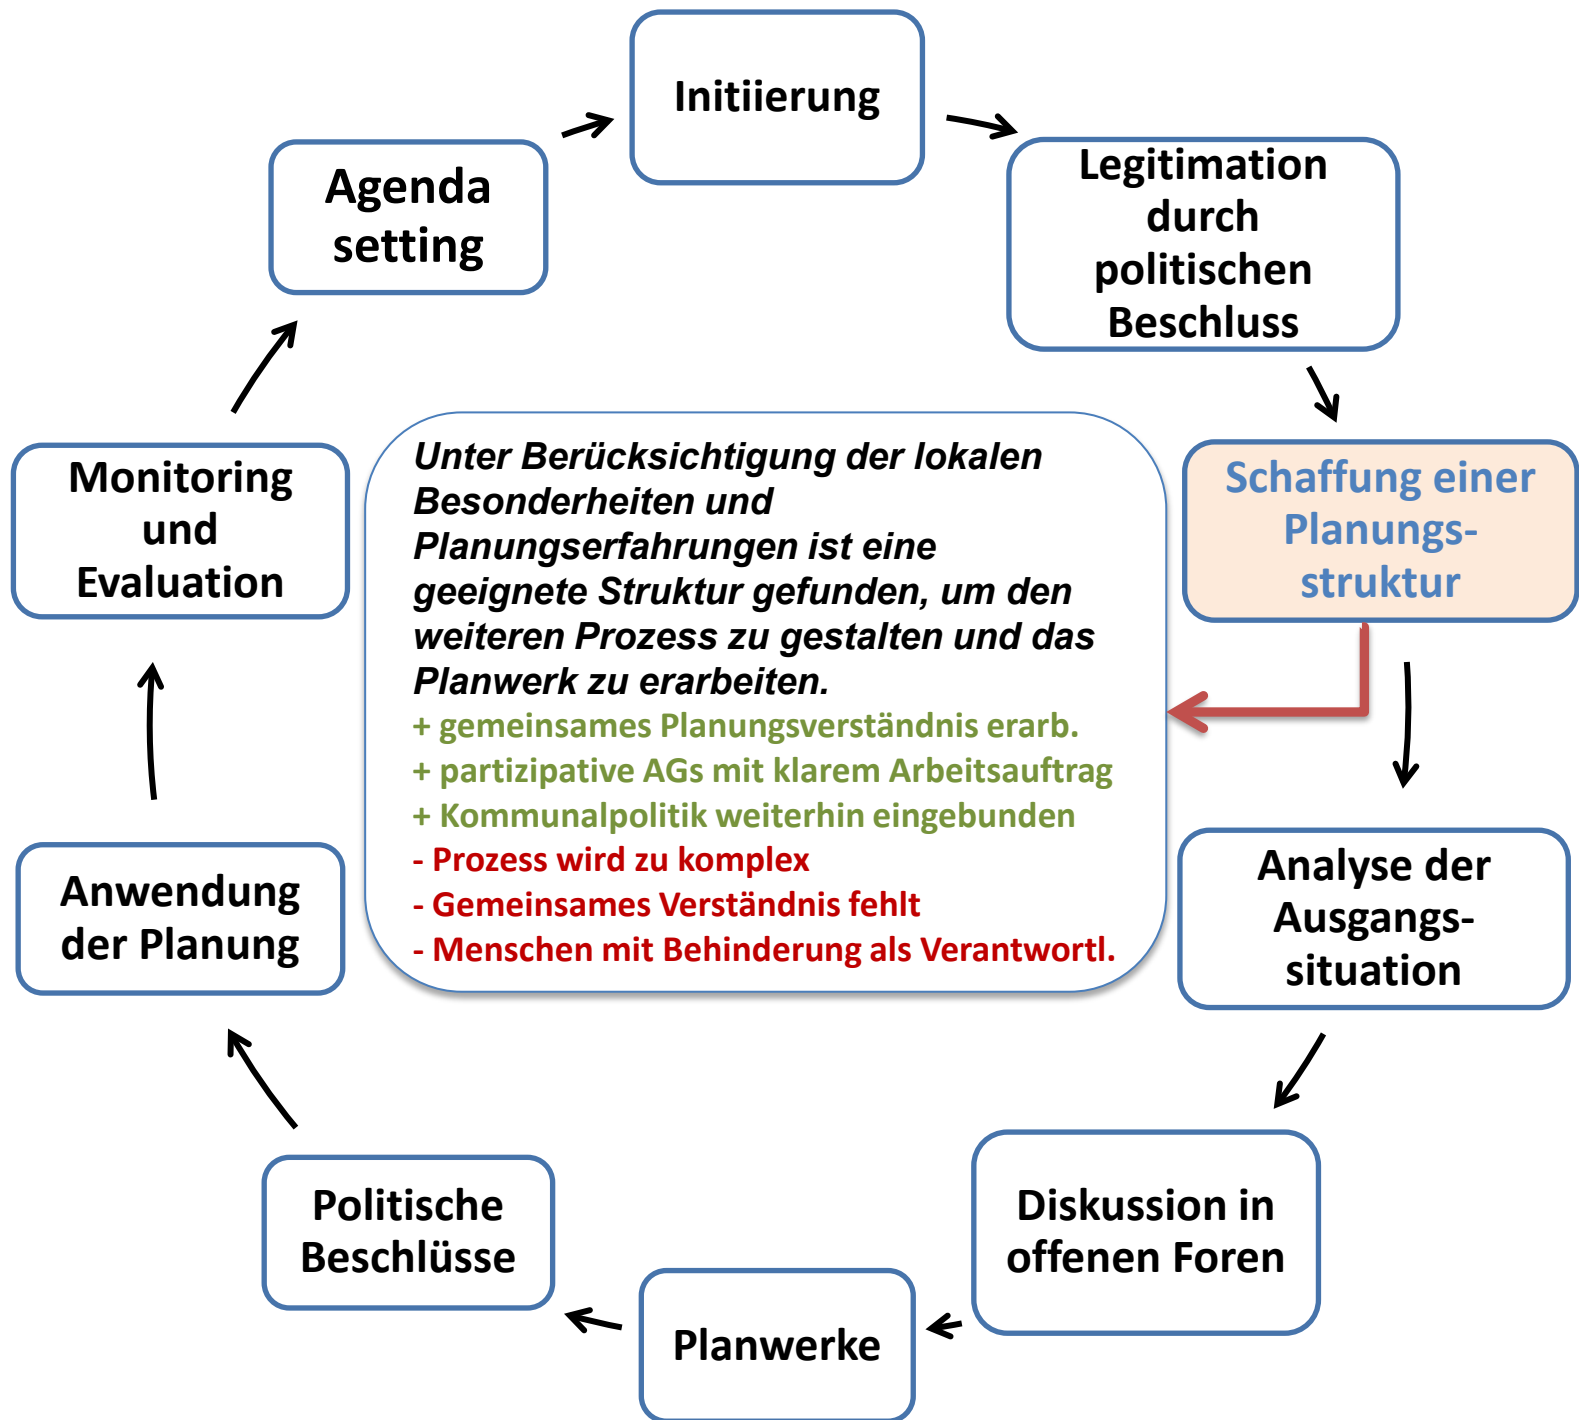 Initiierung
Legitimation
durch
politischen
Beschluss
Schaffung einer
Planungs-
struktur
Analyse der
Ausgangs-
situation
Diskussion in
offenen Foren
Planwerke
Politische
Beschlüsse
Anwendung
der Planung
Monitoring
und
Evaluation
Agenda
setting
Unter Berücksichtigung der lokalen
Besonderheiten und
Planungserfahrungen ist eine
geeignete Struktur gefunden, um den
weiteren Prozess zu gestalten und das
Planwerk zu erarbeiten.
+ gemeinsames Planungsverständnis erarb.
+ partizipative AGs mit klarem Arbeitsauftrag
+ Kommunalpolitik weiterhin eingebunden
- Prozess wird zu komplex
- Gemeinsames Verständnis fehlt
- Menschen mit Behinderung als Verantwortl.